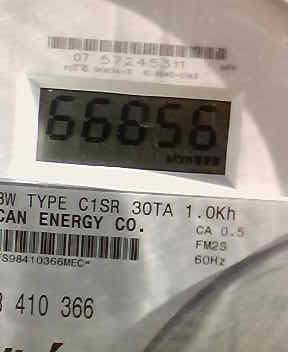 07 57245311
66856
3W TYPE C1SR 30TA 1.0Kh
CAN ENERGY CO.
CA 0.5
FM2S
60Hz
S98410366MEC*
3 410 366